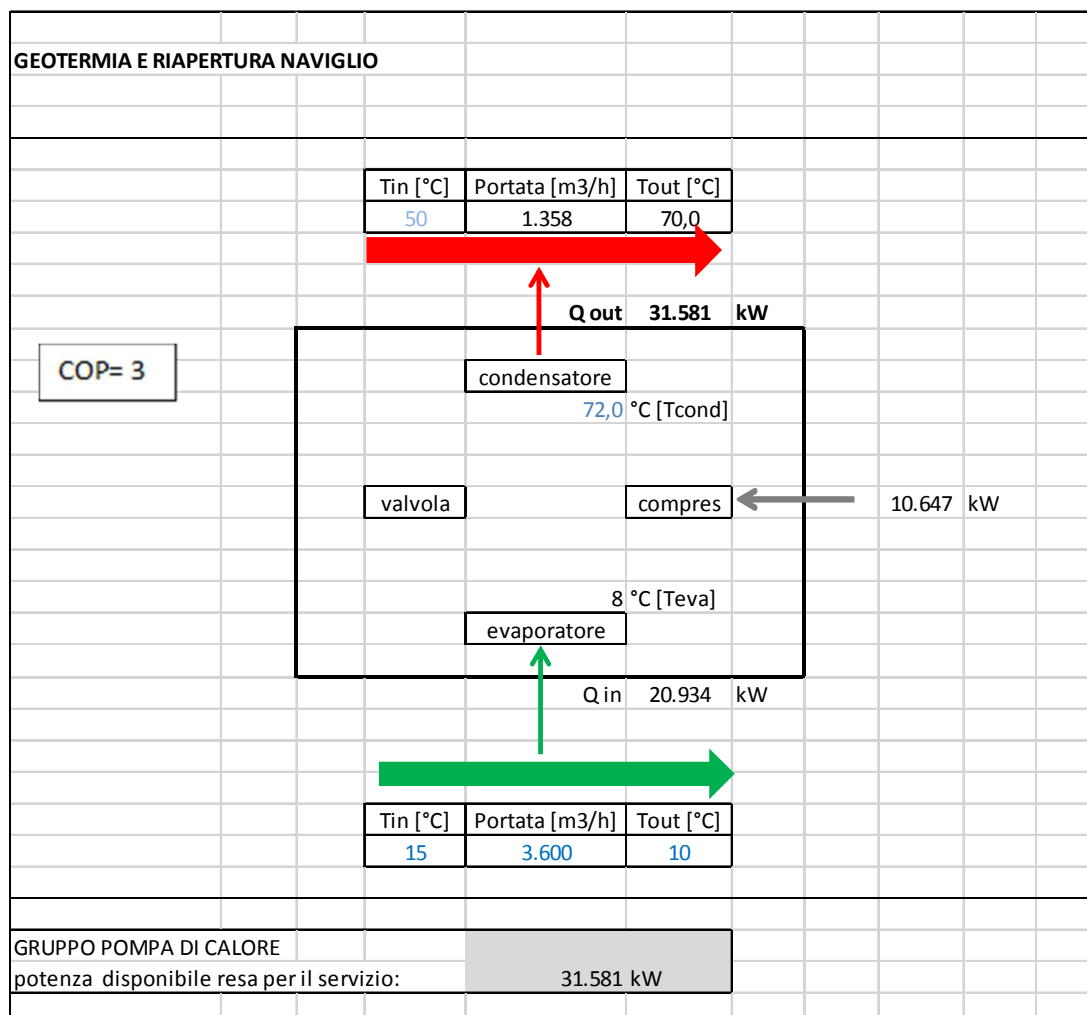 GEOTERMIA E RIAPERTURA NAVIGLIO
Tin [°C] Portata [m3/h] Tout [°C]
50 1.358 70,0
Q out 31.581 kW
COP= 3
condensatore
72,0 °C [Tcond]
valvola compres 10.647 kW
8 °C [Teva]
evaporatore
Q in 20.934 kW
Tin [°C] Portata [m3/h] Tout [°C]
15 3.600 10
GRUPPO POMPA DI CALORE
potenza disponibile resa per il servizio: 31.581 kW